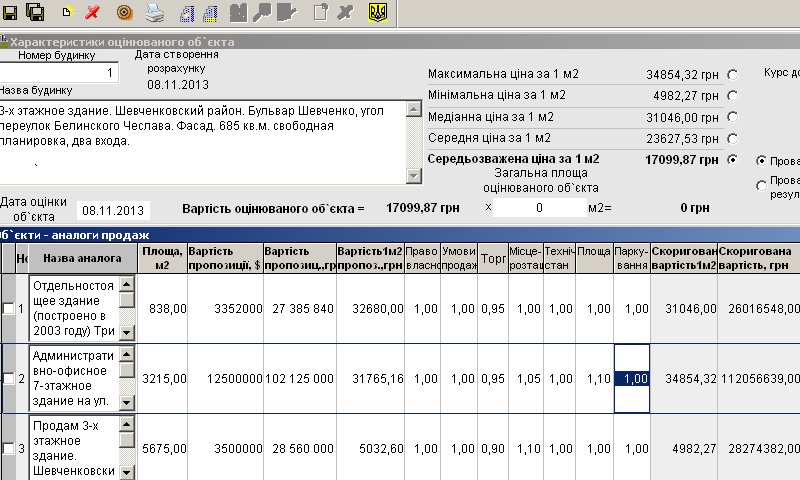 Характеристики оцінюваного об`єкта
Номер будинку
1
Дата створення
розрахунку
08.11.2013
Назва будинку
3-х этажное здание. Шевченковский район. Бульвар Шевченко, угол
переулок Белинского Чеслава. Фасад. 685 кв.м. свободная
планировка, два входа.
`
Максимальна ціна за 1 м2 34854,32 грн
Мінімальна ціна за 1 м2 4982,27 грн
Медіанна ціна за 1 м2 31046,00 грн
Середня ціна за 1 м2 23627,53 грн
Середьозважена ціна за 1 м2 17099,87 грн
Курс до
Прова
Прова
резул
Дата оцінки
об`єкта
08.11.2013
Вартість оцінюваного об`єкта = 17099,87 грн
Загальна площа
оцінюваного об`єкта
x 0 м2= 0 грн
Об`єкти - аналоги продаж
Но Назва аналога Площа, м2 Вартість пропозиції, $ Вартість пропозиц.,грн Вартість1м2 пропоз.,грн Право власно Умови продаж Торг Місце-розташ Техніч стан Площа Парку-вання Скоригован вартість1м2 Скоригована вартість, грн
1 Отдельностоя щее здание (построено в 2003 году) Три 838,00 3352000 27 385 840 32680,00 1,00 1,00 0,95 1,00 1,00 1,00 1,00 31046,00 26016548,00
2 Административно-офисное 7-этажное здание на ул. 3215,00 12500000 102 125 000 31765,16 1,00 1,00 0,95 1,05 1,00 1,10 1,00 34854,32 112056639,00
3 Продам 3-х этажное здание. Шевченковски 5675,00 3500000 28 560 000 5032,60 1,00 1,00 0,90 1,10 1,00 1,00 1,00 4982,27 28274382,00